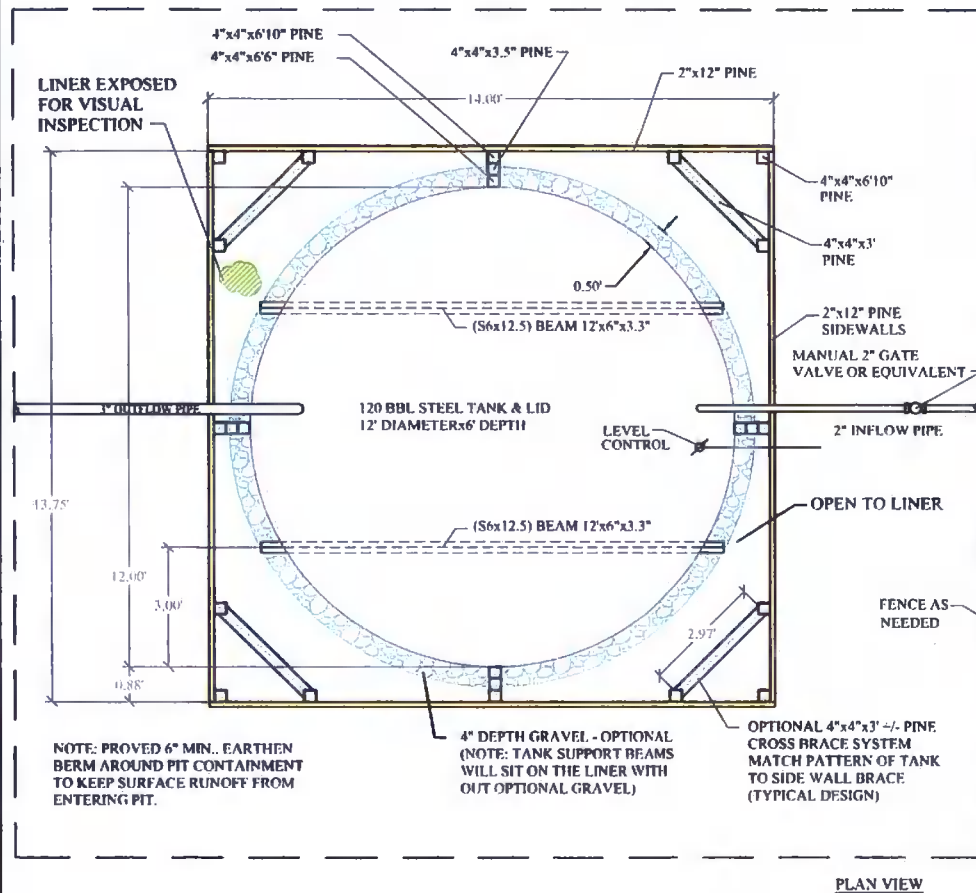 4"x4"x6'10" PINE
4"x4"x6'6" PINE
4"x4"x3.5" PINE
2"x12" PINE
LINER EXPOSED
FOR VISUAL
INSPECTION
14.00'
4"x4"x6'10"
PINE
4"x4"x3'
PINE
0.50'
(S6x12.5) BEAM 12'x6"x3.3"
2"x12" PINE
SIDEWALLS
MANUAL 2" GATE
VALVE OR EQUIVALENT
3" OUTFLOW PIPE
120 BBL STEEL TANK & LID
12' DIAMETERx6' DEPTH
LEVEL
CONTROL
2" INFLOW PIPE
13.75'
OPEN TO LINER
(S6x12.5) BEAM 12'x6"x3.3"
12.00'
3.00'
2.97'
FENCE AS
NEEDED
0.88'
NOTE: PROVED 6" MIN.. EARTHEN
BERM AROUND PIT CONTAINMENT
TO KEEP SURFACE RUNOFF FROM
ENTERING PIT.
4" DEPTH GRAVEL - OPTIONAL
(NOTE: TANK SUPPORT BEAMS
WILL SIT ON THE LINER WITH
OUT OPTIONAL GRAVEL)
OPTIONAL 4"x4"x3' +/- PINE
CROSS BRACE SYSTEM
MATCH PATTERN OF TANK
TO SIDE WALL BRACE
(TYPICAL DESIGN)
PLAN VIEW